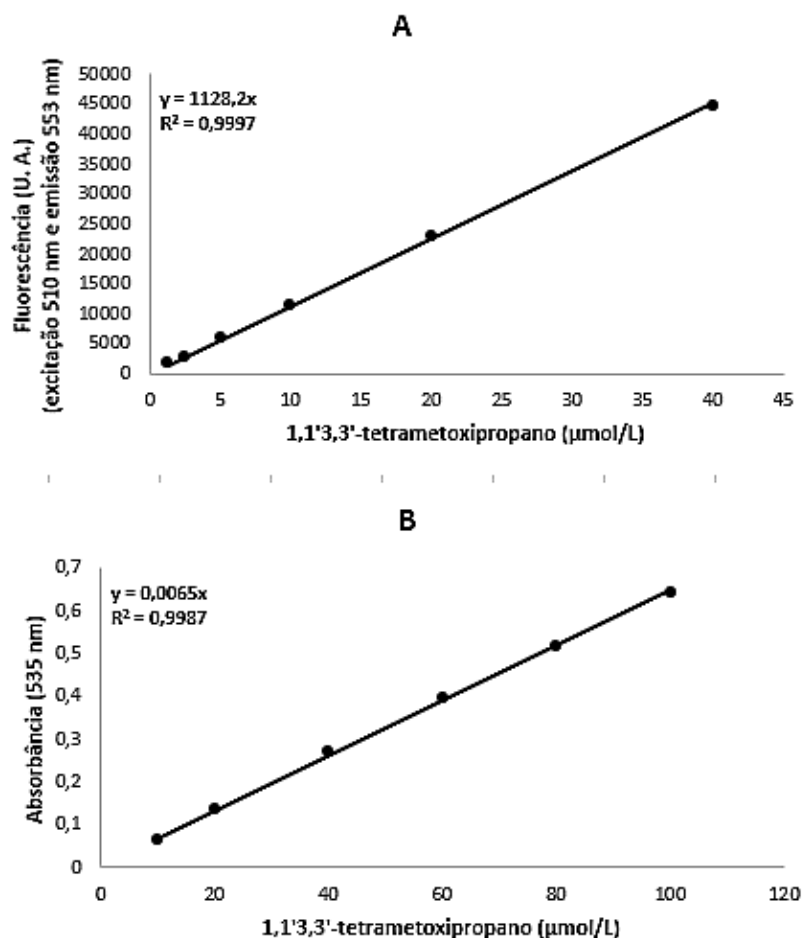 A
50000
45000
40000
35000
30000
25000
20000
15000
10000
5000
0
y = 1128,2x
R² = 0,9997
Fluorescência (U. A.)
(excitação 510 nm e emissão 553 nm)
0 5 10 15 20 25 30 35 40 45
1,1'3,3'-tetrametoxipropano (µmol/L)
B
0,7
0,6
0,5
0,4
0,3
0,2
0,1
0
y = 0,0065x
R² = 0,9987
Absorbância (535 nm)
0 20 40 60 80 100 120
1,1'3,3'-tetrametoxipropano (µmol/L)